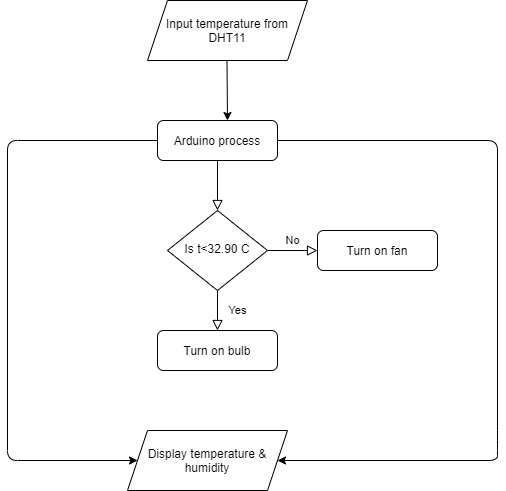 Input temperature from
DHT11
Arduino process
Is t<32.90 C
No
Turn on fan
Yes
Turn on bulb
Display temperature &
humidity